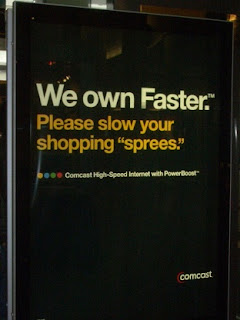 We own Faster.™
Please slow your
shopping “sprees.”
Comcast High-Speed Internet with PowerBoost™
comcast